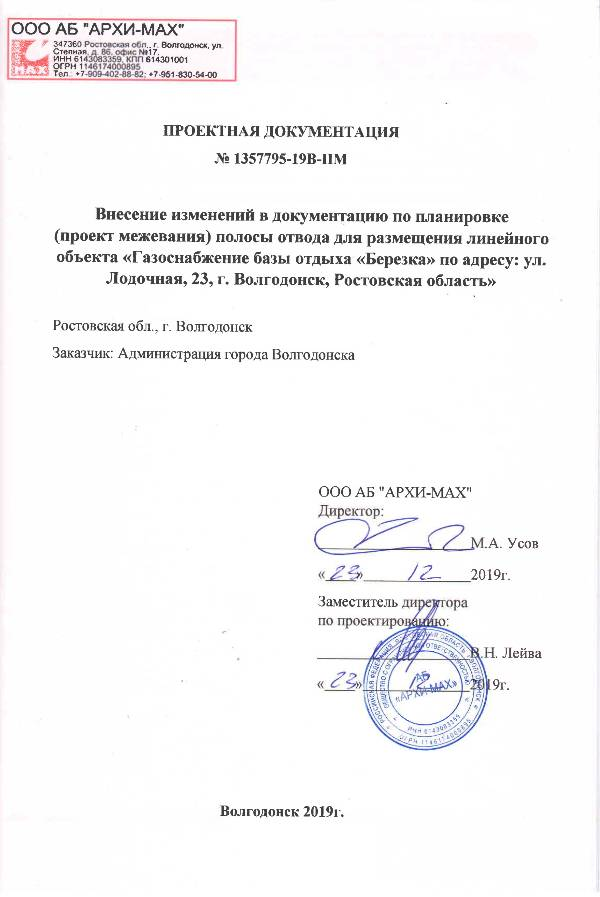 ООО АБ "АРХИ-МАХ"
347360 Ростовская обл., г. Волгодонск, ул.
Степная, д. 86, офис №17.
ИНН 6143083359, КПП 614301001
ОГРН 1146174000895
Тел.: +7-909-402-88-82; +7-951-830-54-00
ПРОЕКТНАЯ ДОКУМЕНТАЦИЯ
№ 1357795-19В-ПМ
Внесение изменений в документацию по планировке
(проект межевания) полосы отвода для размещения линейного
объекта «Газоснабжение базы отдыха «Березка» по адресу: ул.
Лодочная, 23, г. Волгодонск, Ростовская область»
Ростовская обл., г. Волгодонск
Заказчик: Администрация города Волгодонска
ООО АБ "АРХИ-МАХ"
Директор:
М.А. Усов
«23» 12 2019г.
Заместитель директора
по проектированию:
В.Н. Лейва
«23» 12 2019г.
АБ
«АРХИ-МАХ»
ИНН 6143083359
ОГРН 1146174000895
Волгодонск 2019г.